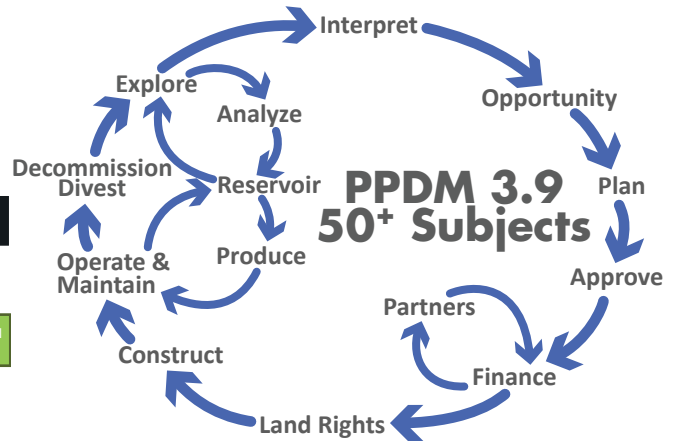 Interpret
Explore
Opportunity
Analyze
Decommission
Divest
Reservoir
PPDM 3.9
50+ Subjects
Plan
Operate &
Maintain
Produce
Approve
Partners
Construct
Finance
Land Rights